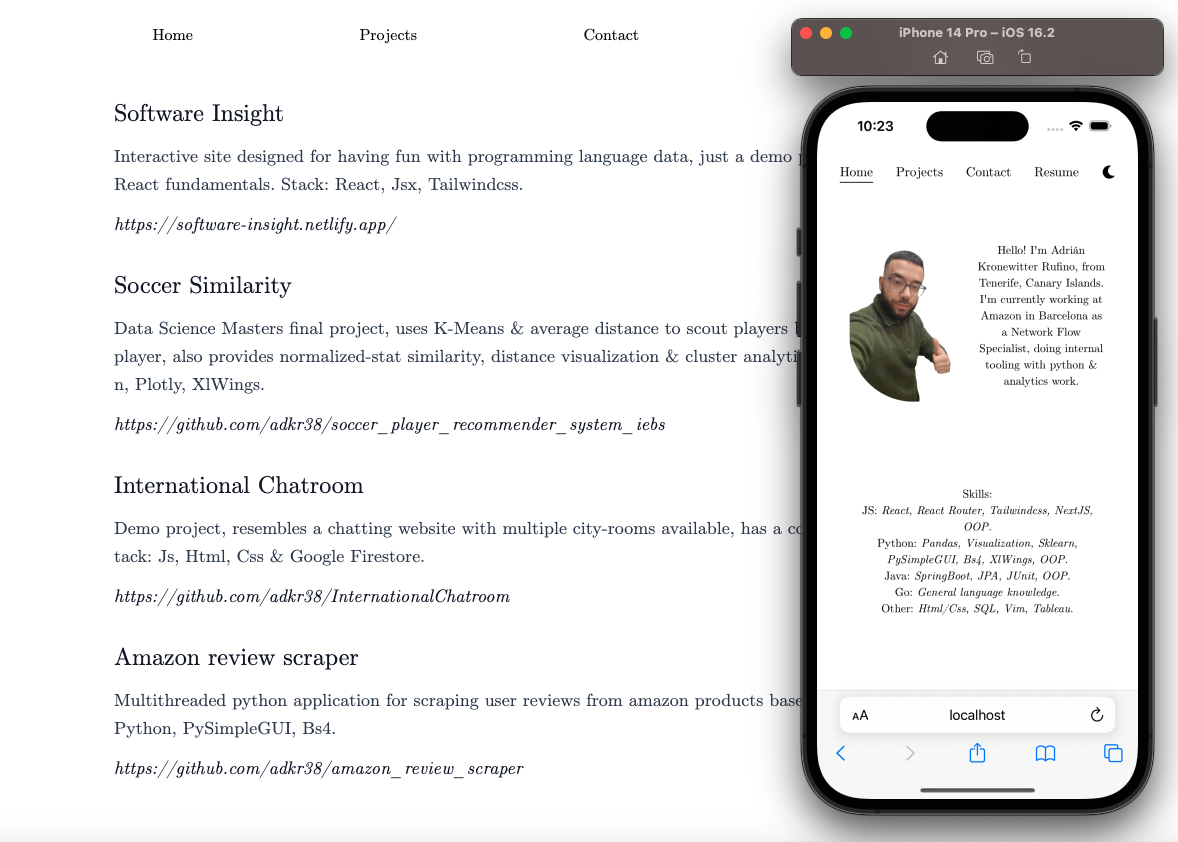 Home Projects Contact
Software Insight
Interactive site designed for having fun with programming language data, just a demo
React fundamentals. Stack: React, Jsx, Tailwindcss.
https://software-insight.netlify.app/
Soccer Similarity
Data Science Masters final project, uses K-Means & average distance to scout players
player, also provides normalized-stat similarity, distance visualization & cluster analyti
n, Plotly, XlWings.
https://github.com/adkr38/soccer_player_recommender_system_iebs
International Chatroom
Demo project, resembles a chatting website with multiple city-rooms available, has a co
tack: Js, Html, Css & Google Firestore.
https://github.com/adkr38/InternationalChatroom
Amazon review scraper
Multithreaded python application for scraping user reviews from amazon products base
Python, PySimpleGUI, Bs4.
https://github.com/adkr38/amazon_review_scraper
iPhone 14 Pro – iOS 16.2
10:23
Home Projects Contact Resume
Hello! I'm Adrián
Kronewitter Rufino, from
Tenerife, Canary Islands.
I'm currently working at
Amazon in Barcelona as
a Network Flow
Specialist, doing internal
tooling with python &
analytics work.
Skills:
JS: React, React Router, Tailwindcss, NextJS,
OOP.
Python: Pandas, Visualization, Sklearn,
PySimpleGUI, Bs4, XlWings, OOP.
Java: SpringBoot, JPA, JUnit, OOP.
Go: General language knowledge.
Other: Html/Css, SQL, Vim, Tableau.
AA localhost